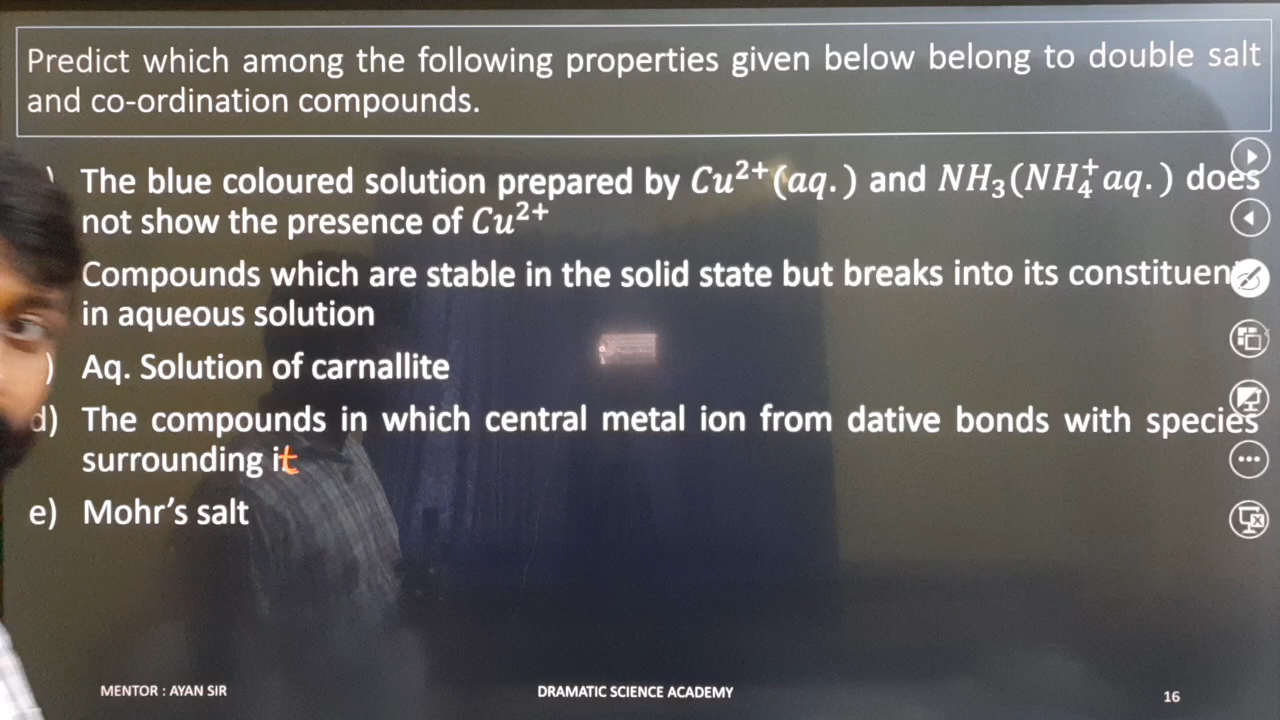 Predict which among the following properties given below belong to double salt
and co-ordination compounds.
) The blue coloured solution prepared by Cu²⁺(aq.) and NH₃(NH₄⁺aq.) does
not show the presence of Cu²⁺
Compounds which are stable in the solid state but breaks into its constituen
in aqueous solution
) Aq. Solution of carnallite
d) The compounds in which central metal ion from dative bonds with species
surrounding it
e) Mohr's salt
MENTOR : AYAN SIR
DRAMATIC SCIENCE ACADEMY
16